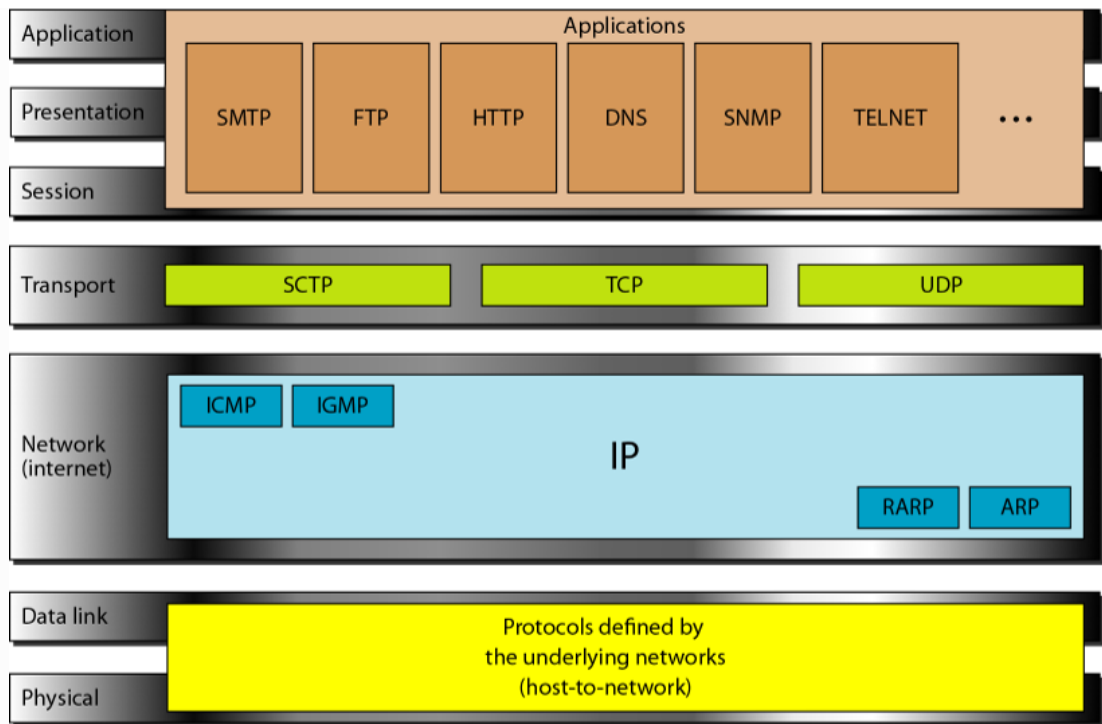 Application
Applications
Presentation
SMTP FTP HTTP DNS SNMP TELNET ...
Session
Transport
SCTP TCP UDP
Network
(internet)
ICMP IGMP
IP
RARP ARP
Data link
Protocols defined by
the underlying networks
(host-to-network)
Physical